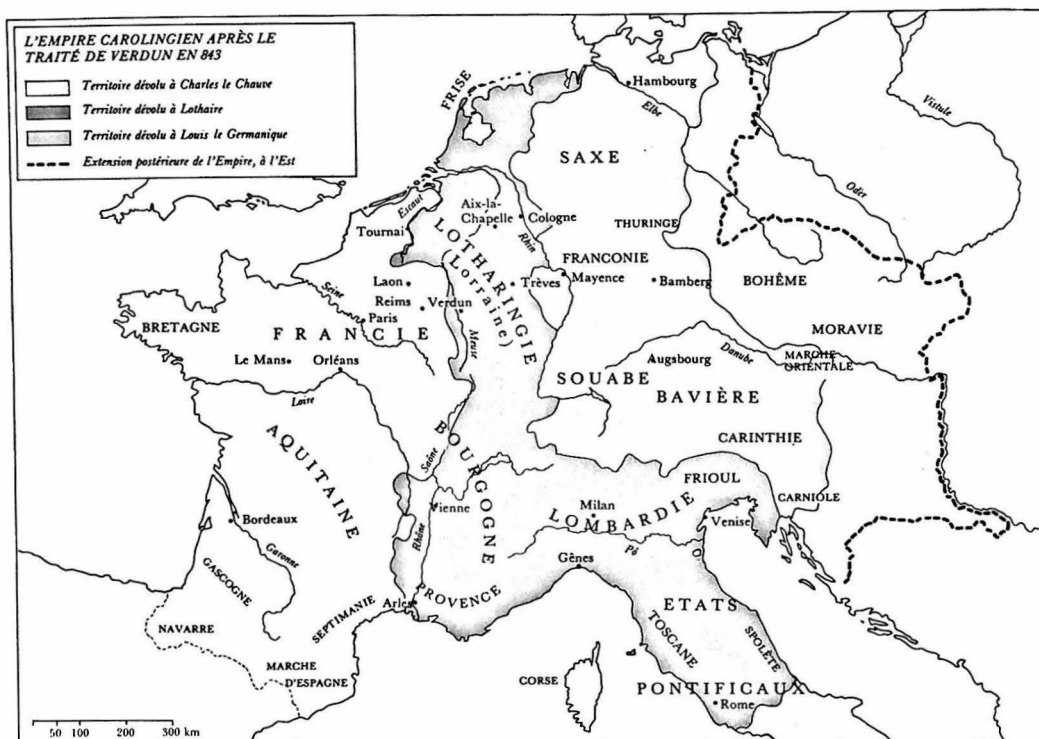 L'EMPIRE CAROLINGIEN APRÈS LE
TRAITÉ DE VERDUN EN 843
Territoire dévolu à Charles le Chauve
Territoire dévolu à Lothaire
Territoire dévolu à Louis le Germanique
Extension postérieure de l'Empire, à l'Est
FRISE
Hambourg
Elbe
Vistule
SAXE
Oder
Escaut
Aix-la-
Chapelle
Cologne
Tournai
Rhin
THURINGE
LOTHARINGIE
(Lorraine)
FRANCONIE
Mayence
Bamberg
BOHÊME
Laon
Trèves
Reims
Verdun
Seine
Paris
BRETAGNE
FRANCIE
Meuse
MORAVIE
Le Mans
Orléans
Augsbourg
Danube
MARCHE
ORIENTALE
SOUABE
BAVIÈRE
Loire
AQUITAINE
BOURGOGNE
Saône
CARINTHIE
FRIOUL
CARNIOLE
Vienne
Milan
LOMBARDIE
Venise
Bordeaux
Rhône
Pô
Garonne
Gênes
GASCOGNE
PROVENCE
Arles
SEPTIMANIE
ETATS
TOSCANE
SPOLÈTE
NAVARRE
MARCHE
D'ESPAGNE
CORSE
PONTIFICAUX
Rome
50 100 200 300 km